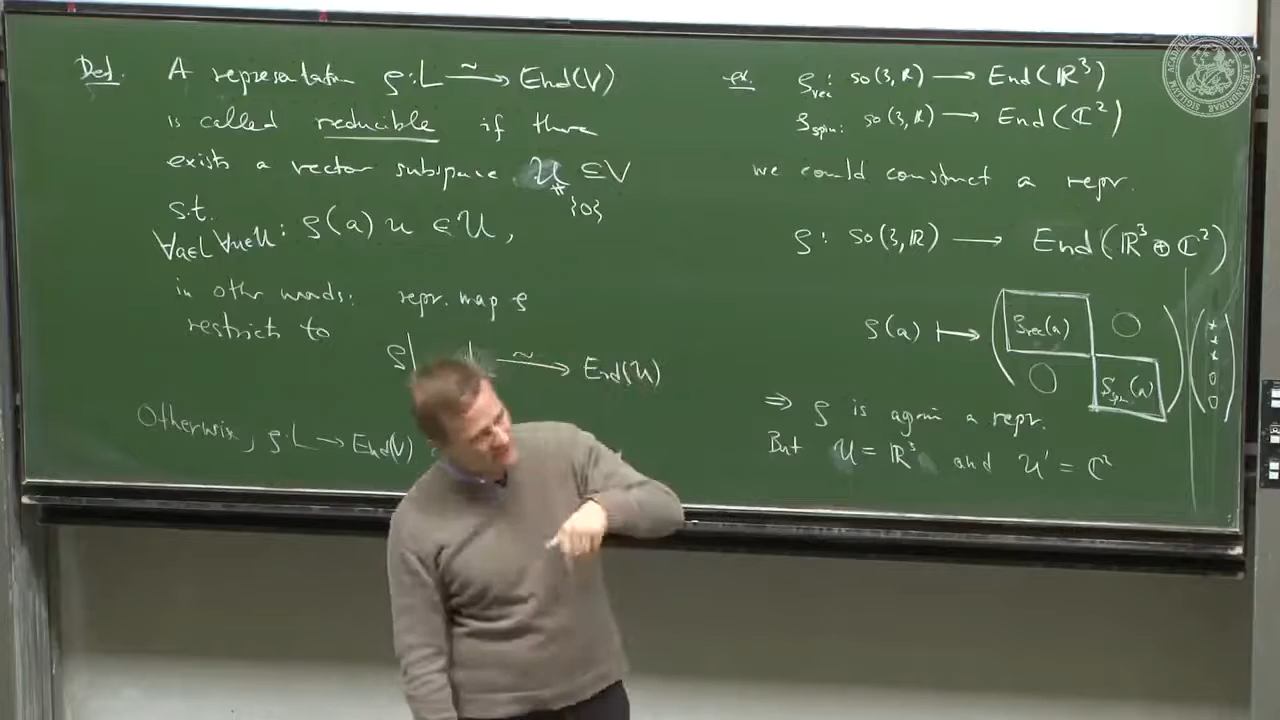 Def. A representation ρ: L ⥲ End(V)
is called reducible if there
exists a vector subspace U ⊆ V
≠ {0}
s.t.
∀a∈L ∀u∈U: ρ(a) u ∈ U,
in other words: repr. map ρ
restrict to
ρ| ⥲ End(U)
Otherwise, ρ: L → End(V)
ex. ρvec: so(3,ℝ) → End(ℝ³)
ρspin: so(3,ℝ) → End(ℂ²)
we could construct a repr.
ρ: so(3,ℝ) → End(ℝ³ ⊕ ℂ²)
ρ(a) ↦ ( ρvec(a) 0 ) ( * * *
( 0 ρspin(a) ) 0 0 )
⇒ ρ is again a repr.
But U = ℝ³ and U' = ℂ²